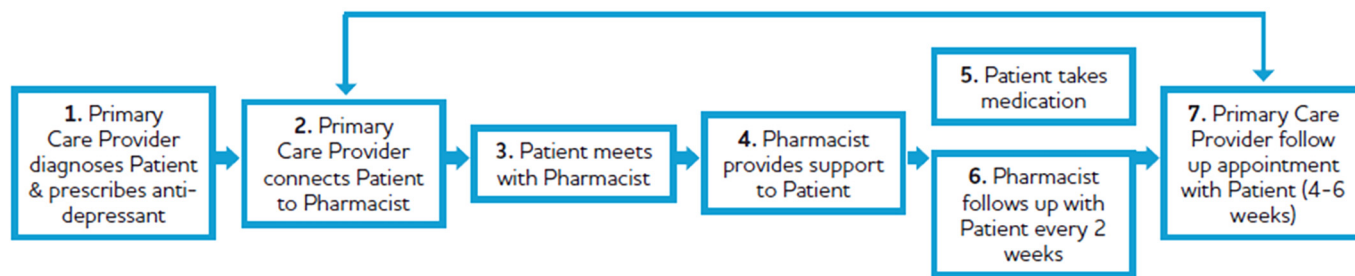 1. Primary
Care Provider
diagnoses Patient
& prescribes anti-
depressant
2. Primary
Care Provider
connects Patient
to Pharmacist
3. Patient meets
with Pharmacist
4. Pharmacist
provides support
to Patient
5. Patient takes
medication
6. Pharmacist
follows up with
Patient every 2
weeks
7. Primary Care
Provider follow
up appointment
with Patient (4-6
weeks)